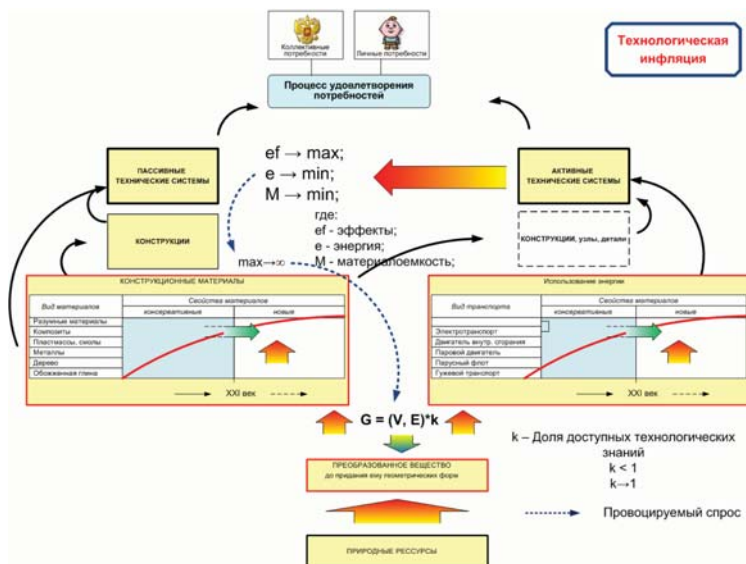 Коллективные
потребности
Личные потребности
Технологическая
инфляция
Процесс удовлетворения
потребностей
ПАССИВНЫЕ
ТЕХНИЧЕСКИЕ СИСТЕМЫ
ef → max;
e → min;
M → min;
где:
ef - эффекты;
e - энергия;
M - материалоемкость;
АКТИВНЫЕ
ТЕХНИЧЕСКИЕ СИСТЕМЫ
КОНСТРУКЦИИ
КОНСТРУКЦИИ, узлы, детали
max→∞
КОНСТРУКЦИОННЫЕ МАТЕРИАЛЫ
Вид материалов
Свойства материалов
консервативные
новые
Разумные материалы
Композиты
Пластмассы, смолы
Металлы
Дерево
Обожженная глина
XXI век
Использование энергии
Вид транспорта
Свойства материалов
консервативные
новые
Электротранспорт
Двигатель внутр. сгорания
Паровой двигатель
Парусный флот
Гужевой транспорт
XXI век
G = (V, E)*k
ПРЕОБРАЗОВАННОЕ ВЕЩЕСТВО
до придания ему геометрических форм
k – Доля доступных технологических
знаний
k < 1
k→1
Провоцируемый спрос
ПРИРОДНЫЕ РЕССУРСЫ